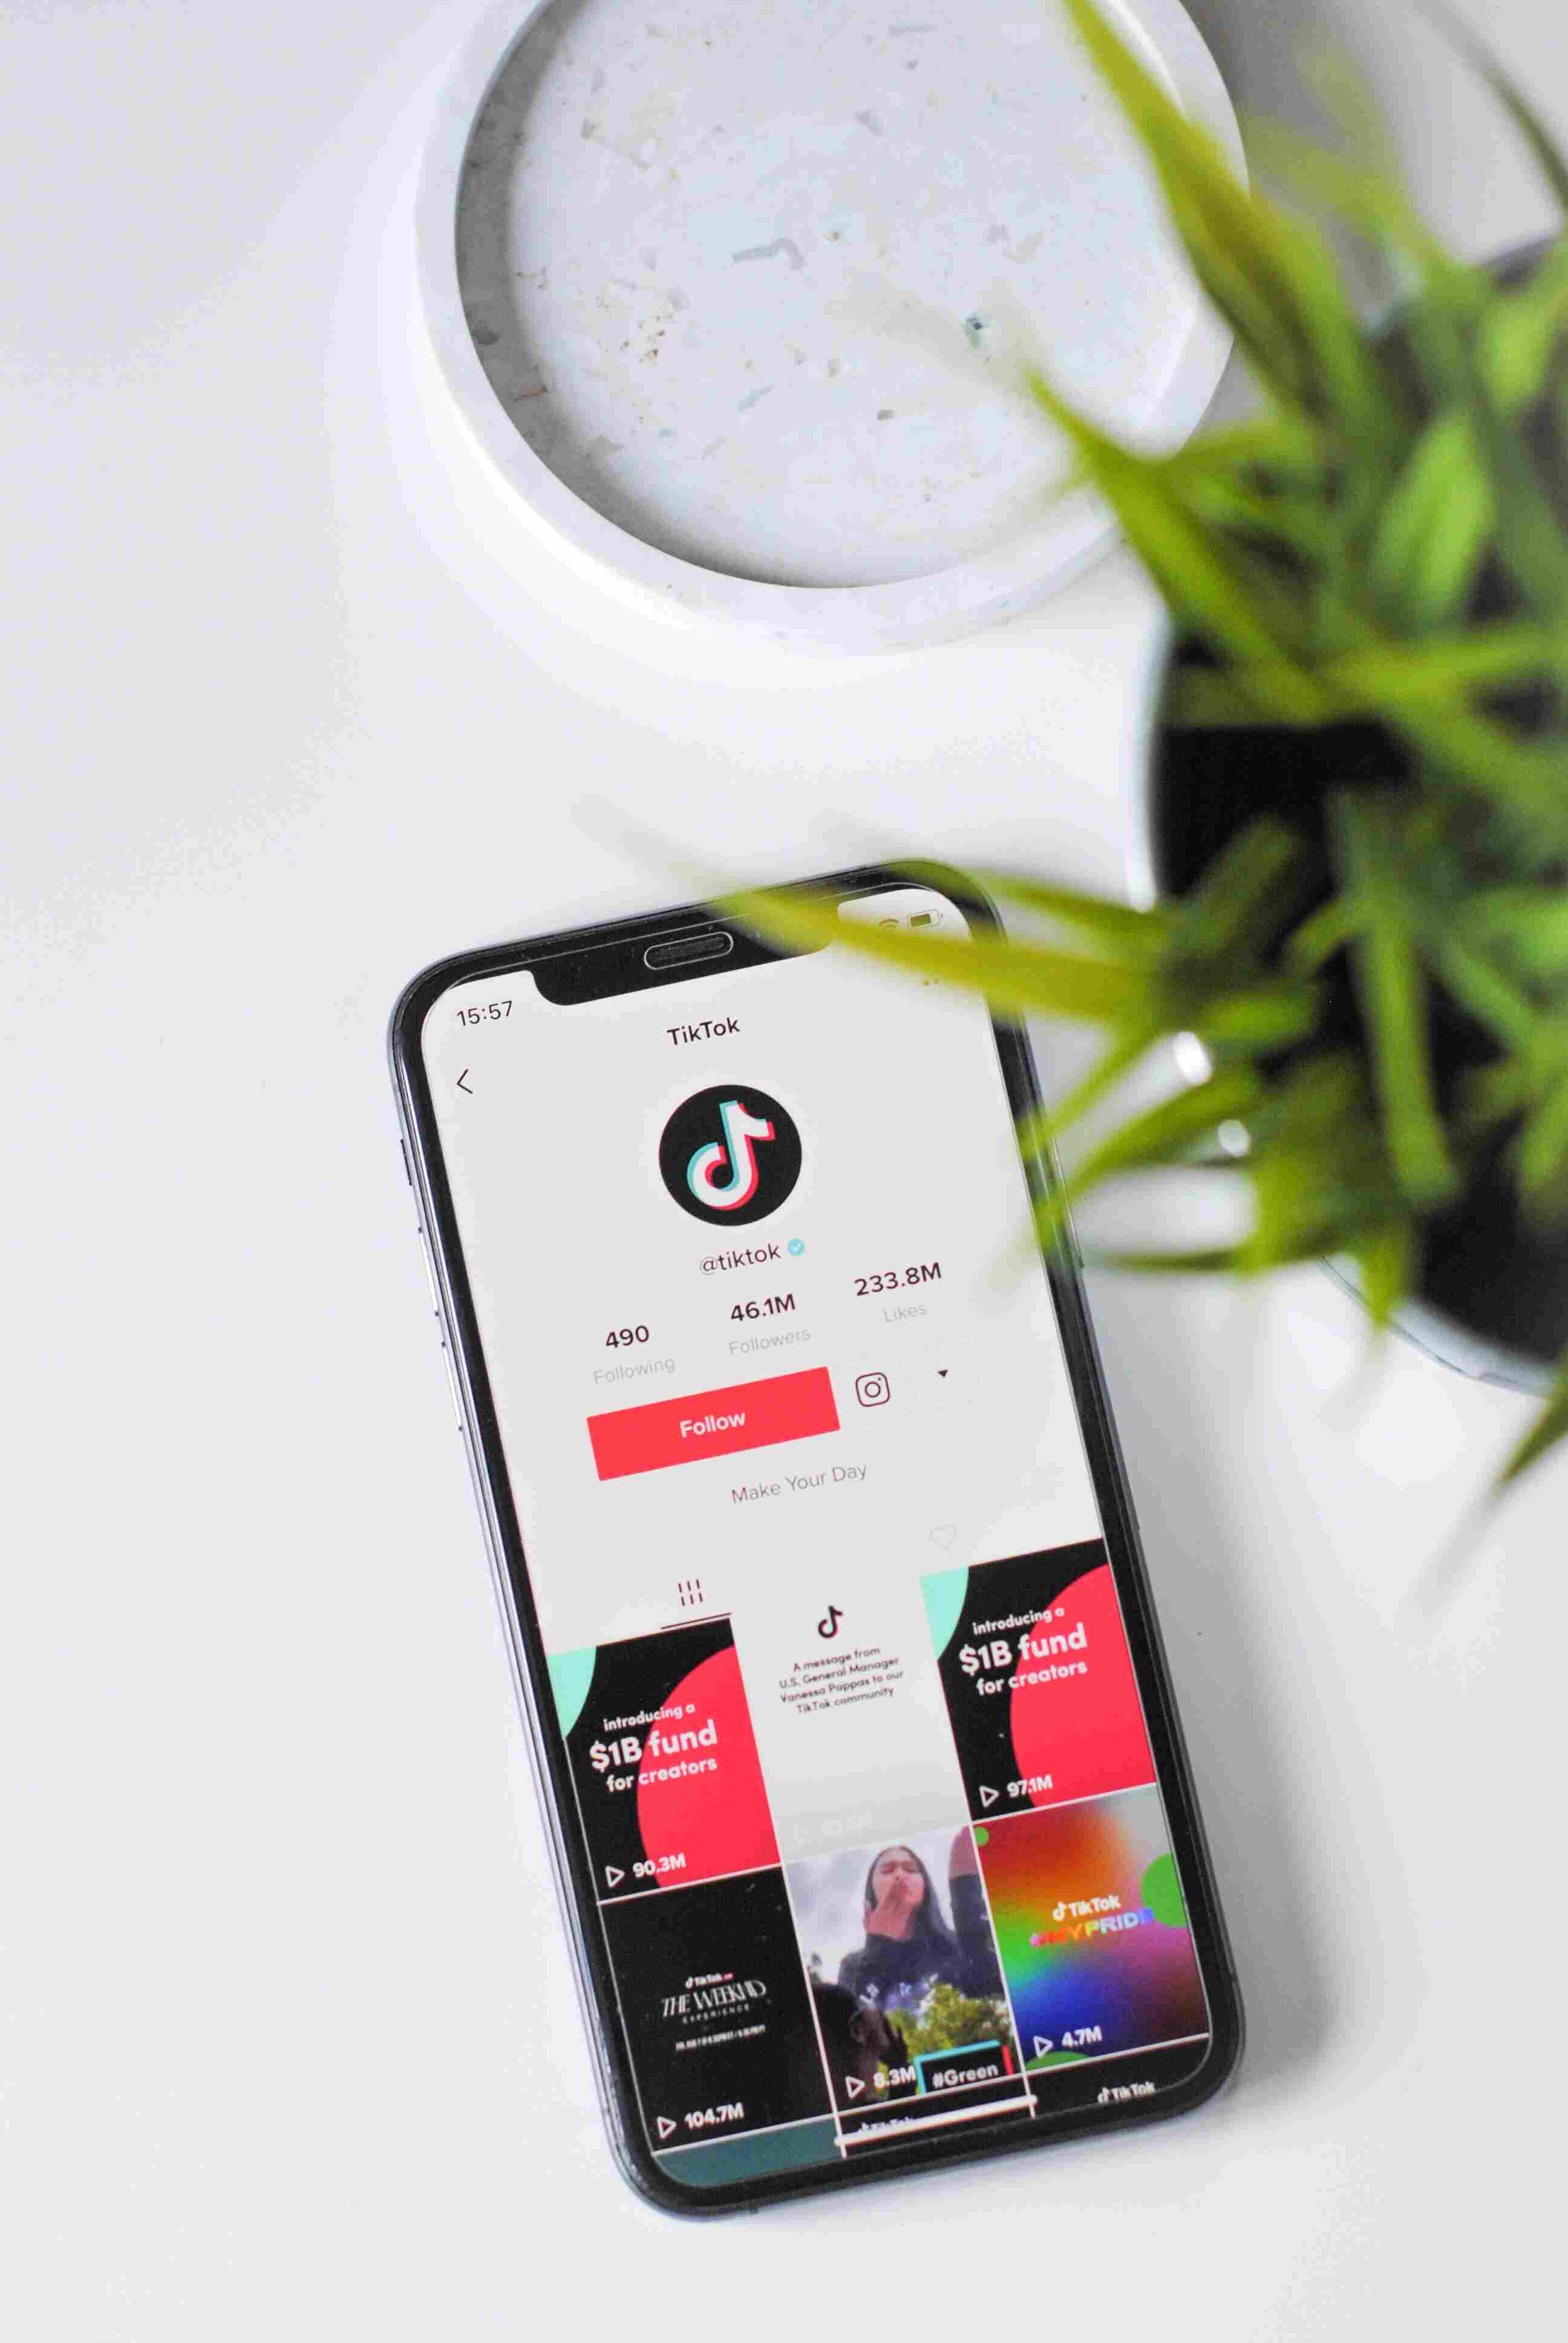 15:57
TikTok
@tiktok
490
Following
46.1M
Followers
233.8M
Likes
Follow
Make Your Day
introducing a
$1B fund
for creators
90.3M
A message from
U.S. General Manager
Vanessa Pappas to our
TikTok community
introducing a
$1B fund
for creators
97.1M
TikTok
THE WEEKND
EXPERIENCE
104.7M
8.3M
#Green
TikTok
#MYPRIDE
4.7M
TikTok
TikTok